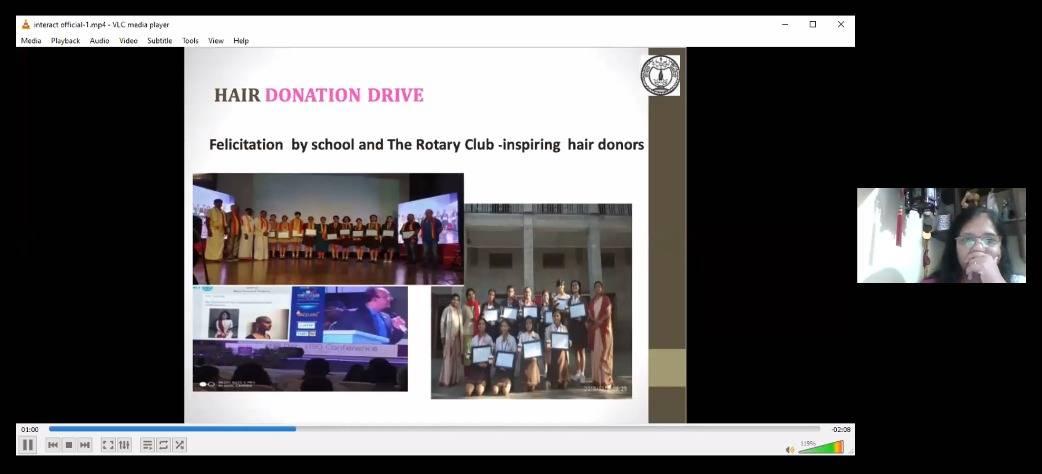 interact official-1.mp4 - VLC media player
Media Playback Audio Video Subtitle Tools View Help
HAIR DONATION DRIVE
Felicitation by school and The Rotary Club -inspiring hair donors
Conference
01:00
-02:08
119%